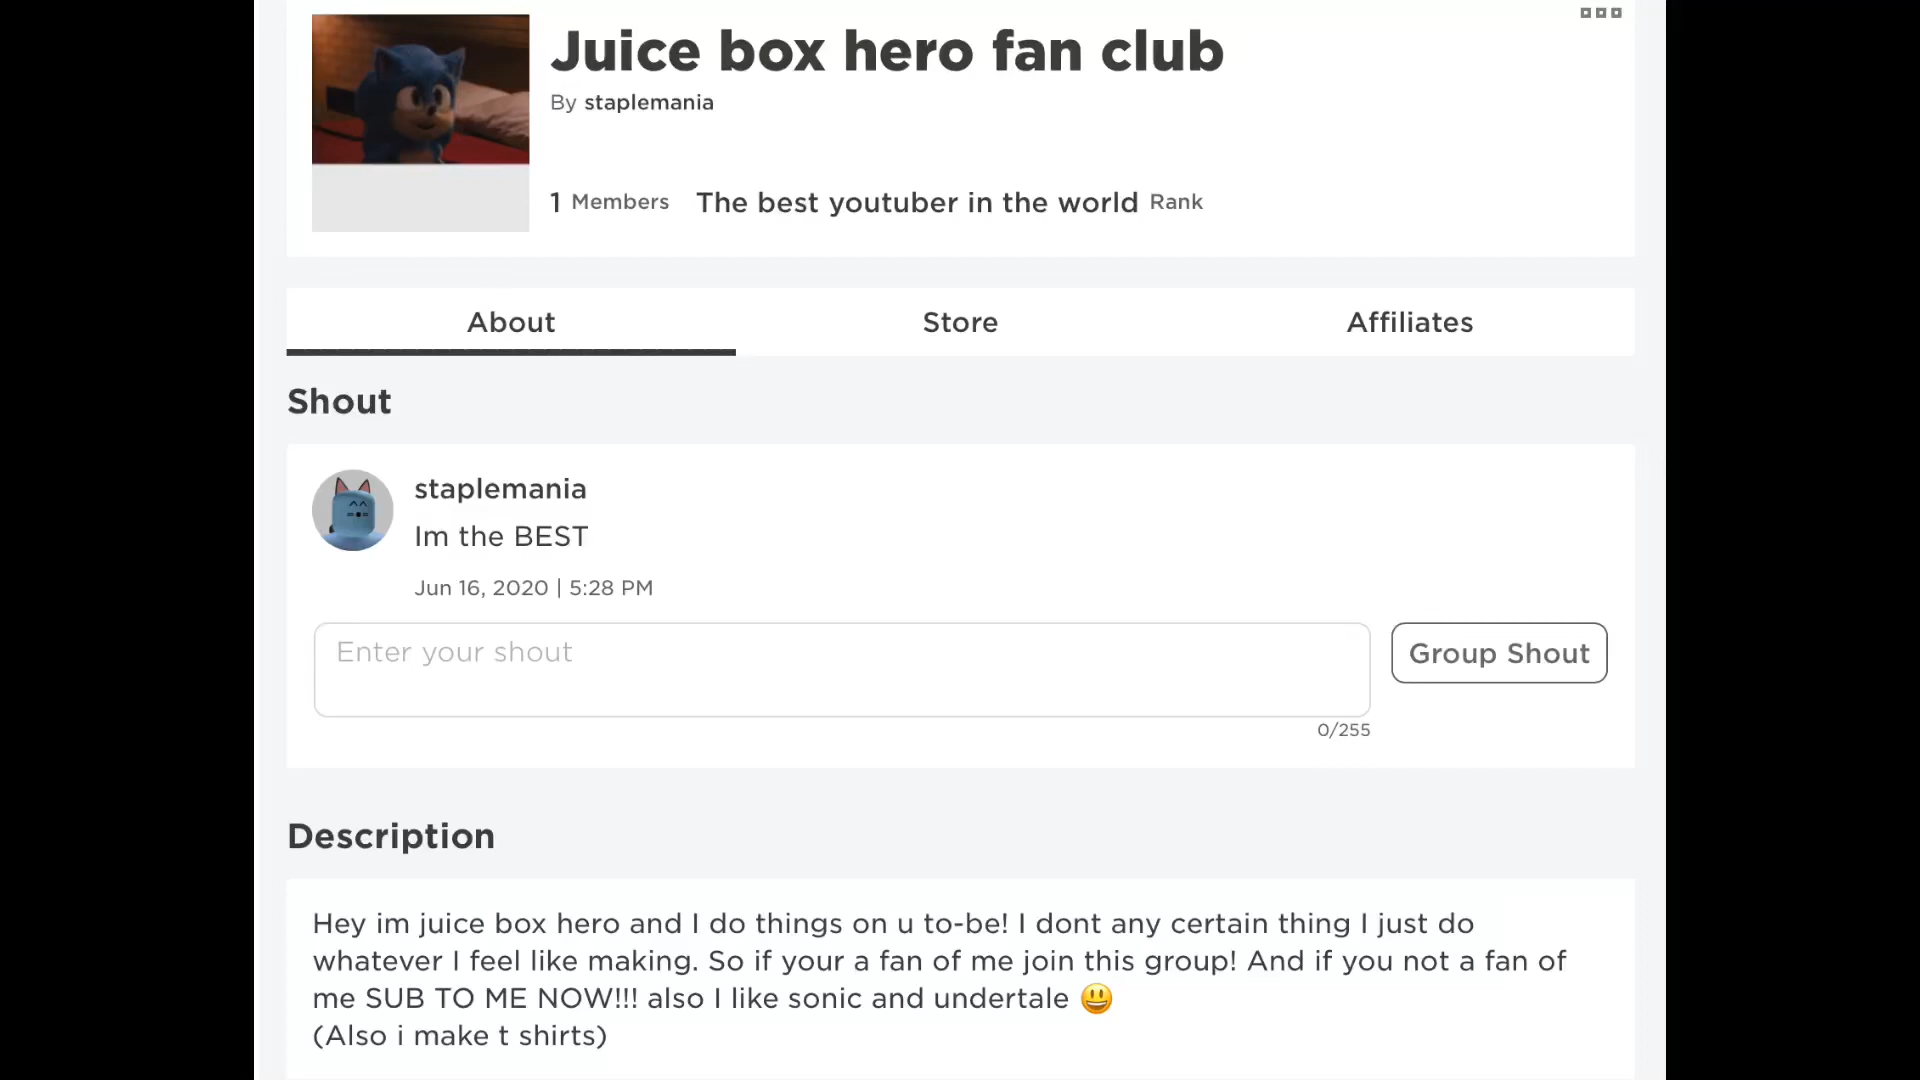 Juice box hero fan club
By staplemania
1 Members The best youtuber in the world Rank
About Store Affiliates
Shout
staplemania
Im the BEST
Jun 16, 2020 | 5:28 PM
Enter your shout
Group Shout
0/255
Description
Hey im juice box hero and I do things on u to-be! I dont any certain thing I just do
whatever I feel like making. So if your a fan of me join this group! And if you not a fan of
me SUB TO ME NOW!!! also I like sonic and undertale 😃
(Also i make t shirts)